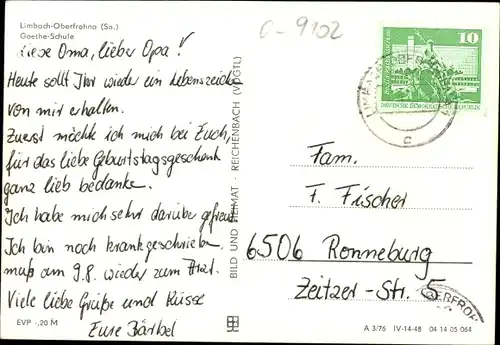 Limbach-Oberfrohna (Sa.)
Goethe-Schule
C-9102
Liebe Oma, lieber Opa!
Heute sollt Ihr wieder ein Lebenszeichen
von mir erhalten.
Zuerst möchte ich mich bei Euch
für das liebe Geburtstagsgeschenk
ganz lieb bedanke.
Ich habe mich sehr darüber gefreut.
Ich bin noch krankgeschrieben
muß am 9.8. wieder zum Arzt.
Viele liebe Grüße und Küsse
Eure Bärbel
EVP -,20 M
BILD UND HEIMAT · REICHENBACH (VOGTL)
10
DEUTSCHE DEMOKRATISCHE REPUBLIK
c
Fam.
F. Fischer
6506 Ronneburg
Zeitzer-Str. 5
A 3/76 IV-14-48 04 14 05 064